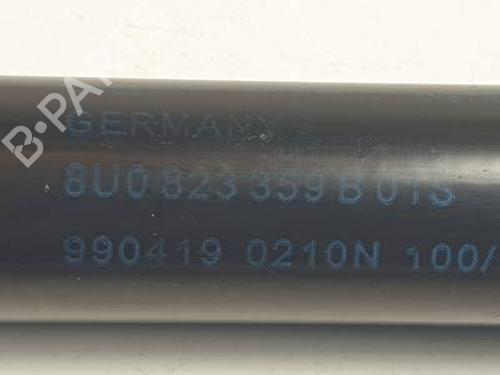 B-PARTS
GERMANY
8U0 823 359 B 01S
990419 0210N 100/